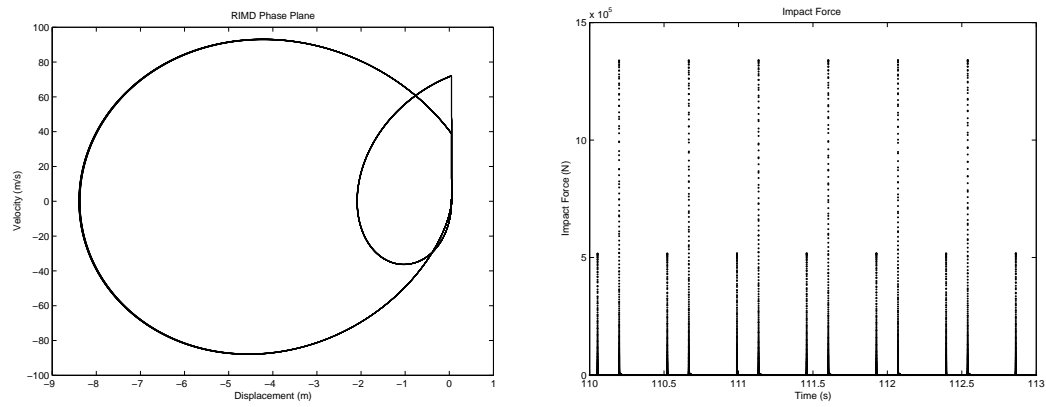 RIMD Phase Plane
100
80
60
40
20
0
−20
−40
−60
−80
−100
Velocity (m/s)
−9 −8 −7 −6 −5 −4 −3 −2 −1 0 1
Displacement (m)
Impact Force
x 10^5
15
10
5
0
Impact Force (N)
110 110.5 111 111.5 112 112.5 113
Time (s)